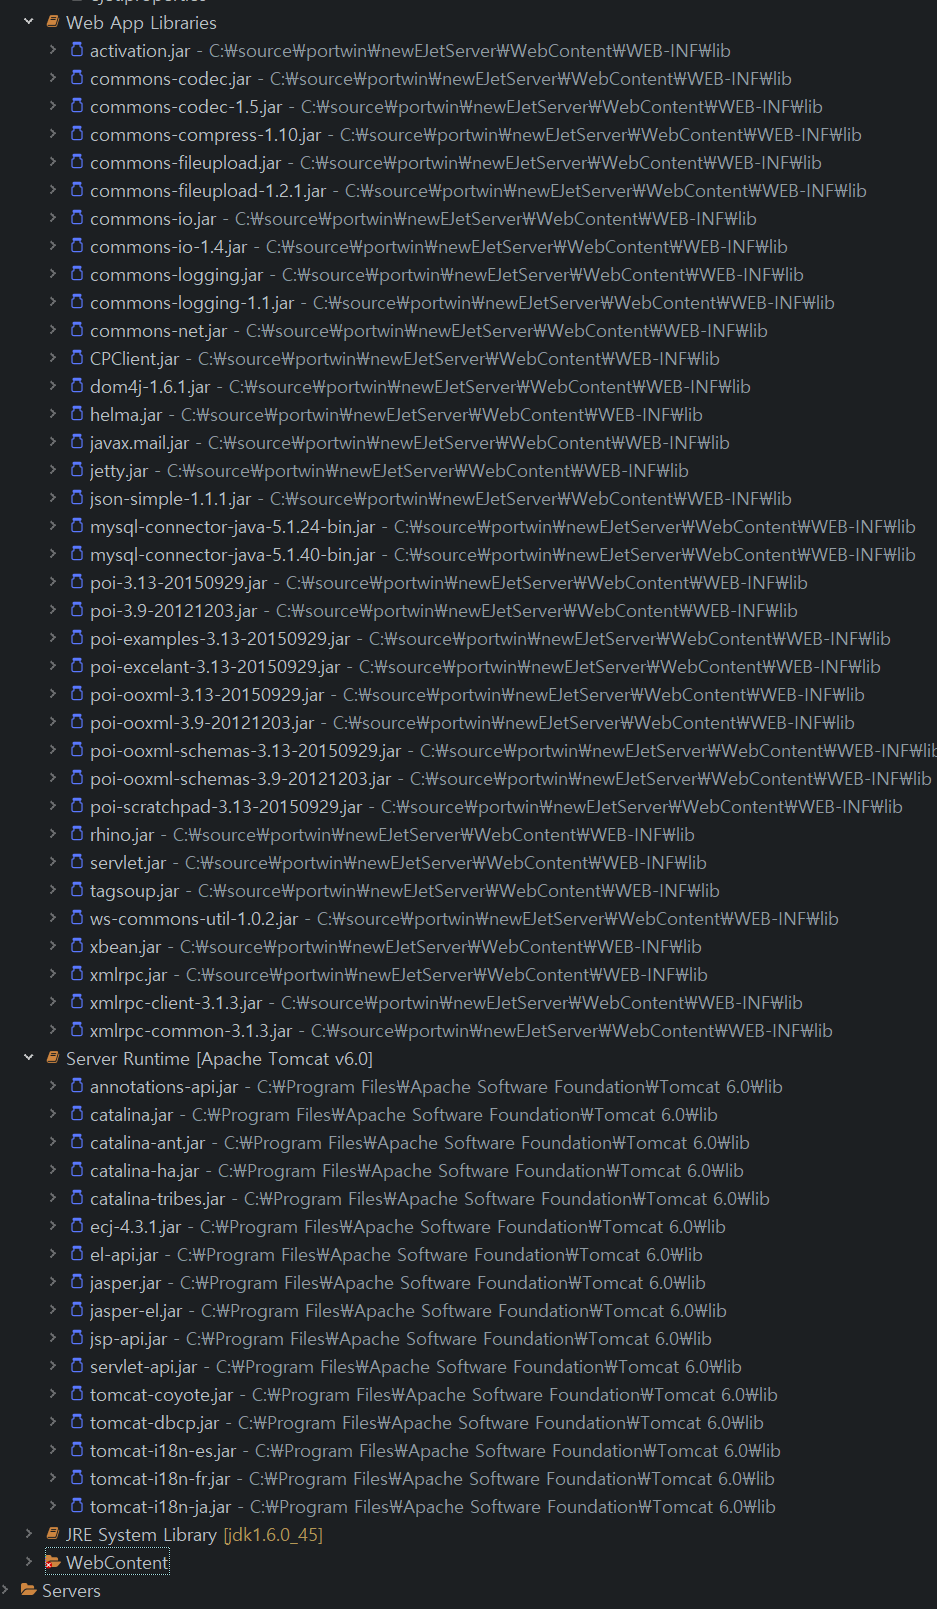 Web App Libraries
activation.jar - C:₩source₩portwin₩newEJetServer₩WebContent₩WEB-INF₩lib
commons-codec.jar - C:₩source₩portwin₩newEJetServer₩WebContent₩WEB-INF₩lib
commons-codec-1.5.jar - C:₩source₩portwin₩newEJetServer₩WebContent₩WEB-INF₩lib
commons-compress-1.10.jar - C:₩source₩portwin₩newEJetServer₩WebContent₩WEB-INF₩lib
commons-fileupload.jar - C:₩source₩portwin₩newEJetServer₩WebContent₩WEB-INF₩lib
commons-fileupload-1.2.1.jar - C:₩source₩portwin₩newEJetServer₩WebContent₩WEB-INF₩lib
commons-io.jar - C:₩source₩portwin₩newEJetServer₩WebContent₩WEB-INF₩lib
commons-io-1.4.jar - C:₩source₩portwin₩newEJetServer₩WebContent₩WEB-INF₩lib
commons-logging.jar - C:₩source₩portwin₩newEJetServer₩WebContent₩WEB-INF₩lib
commons-logging-1.1.jar - C:₩source₩portwin₩newEJetServer₩WebContent₩WEB-INF₩lib
commons-net.jar - C:₩source₩portwin₩newEJetServer₩WebContent₩WEB-INF₩lib
CPClient.jar - C:₩source₩portwin₩newEJetServer₩WebContent₩WEB-INF₩lib
dom4j-1.6.1.jar - C:₩source₩portwin₩newEJetServer₩WebContent₩WEB-INF₩lib
helma.jar - C:₩source₩portwin₩newEJetServer₩WebContent₩WEB-INF₩lib
javax.mail.jar - C:₩source₩portwin₩newEJetServer₩WebContent₩WEB-INF₩lib
jetty.jar - C:₩source₩portwin₩newEJetServer₩WebContent₩WEB-INF₩lib
json-simple-1.1.1.jar - C:₩source₩portwin₩newEJetServer₩WebContent₩WEB-INF₩lib
mysql-connector-java-5.1.24-bin.jar - C:₩source₩portwin₩newEJetServer₩WebContent₩WEB-INF₩lib
mysql-connector-java-5.1.40-bin.jar - C:₩source₩portwin₩newEJetServer₩WebContent₩WEB-INF₩lib
poi-3.13-20150929.jar - C:₩source₩portwin₩newEJetServer₩WebContent₩WEB-INF₩lib
poi-3.9-20121203.jar - C:₩source₩portwin₩newEJetServer₩WebContent₩WEB-INF₩lib
poi-examples-3.13-20150929.jar - C:₩source₩portwin₩newEJetServer₩WebContent₩WEB-INF₩lib
poi-excelant-3.13-20150929.jar - C:₩source₩portwin₩newEJetServer₩WebContent₩WEB-INF₩lib
poi-ooxml-3.13-20150929.jar - C:₩source₩portwin₩newEJetServer₩WebContent₩WEB-INF₩lib
poi-ooxml-3.9-20121203.jar - C:₩source₩portwin₩newEJetServer₩WebContent₩WEB-INF₩lib
poi-ooxml-schemas-3.13-20150929.jar - C:₩source₩portwin₩newEJetServer₩WebContent₩WEB-INF₩lib
poi-ooxml-schemas-3.9-20121203.jar - C:₩source₩portwin₩newEJetServer₩WebContent₩WEB-INF₩lib
poi-scratchpad-3.13-20150929.jar - C:₩source₩portwin₩newEJetServer₩WebContent₩WEB-INF₩lib
rhino.jar - C:₩source₩portwin₩newEJetServer₩WebContent₩WEB-INF₩lib
servlet.jar - C:₩source₩portwin₩newEJetServer₩WebContent₩WEB-INF₩lib
tagsoup.jar - C:₩source₩portwin₩newEJetServer₩WebContent₩WEB-INF₩lib
ws-commons-util-1.0.2.jar - C:₩source₩portwin₩newEJetServer₩WebContent₩WEB-INF₩lib
xbean.jar - C:₩source₩portwin₩newEJetServer₩WebContent₩WEB-INF₩lib
xmlrpc.jar - C:₩source₩portwin₩newEJetServer₩WebContent₩WEB-INF₩lib
xmlrpc-client-3.1.3.jar - C:₩source₩portwin₩newEJetServer₩WebContent₩WEB-INF₩lib
xmlrpc-common-3.1.3.jar - C:₩source₩portwin₩newEJetServer₩WebContent₩WEB-INF₩lib
Server Runtime [Apache Tomcat v6.0]
annotations-api.jar - C:₩Program Files₩Apache Software Foundation₩Tomcat 6.0₩lib
catalina.jar - C:₩Program Files₩Apache Software Foundation₩Tomcat 6.0₩lib
catalina-ant.jar - C:₩Program Files₩Apache Software Foundation₩Tomcat 6.0₩lib
catalina-ha.jar - C:₩Program Files₩Apache Software Foundation₩Tomcat 6.0₩lib
catalina-tribes.jar - C:₩Program Files₩Apache Software Foundation₩Tomcat 6.0₩lib
ecj-4.3.1.jar - C:₩Program Files₩Apache Software Foundation₩Tomcat 6.0₩lib
el-api.jar - C:₩Program Files₩Apache Software Foundation₩Tomcat 6.0₩lib
jasper.jar - C:₩Program Files₩Apache Software Foundation₩Tomcat 6.0₩lib
jasper-el.jar - C:₩Program Files₩Apache Software Foundation₩Tomcat 6.0₩lib
jsp-api.jar - C:₩Program Files₩Apache Software Foundation₩Tomcat 6.0₩lib
servlet-api.jar - C:₩Program Files₩Apache Software Foundation₩Tomcat 6.0₩lib
tomcat-coyote.jar - C:₩Program Files₩Apache Software Foundation₩Tomcat 6.0₩lib
tomcat-dbcp.jar - C:₩Program Files₩Apache Software Foundation₩Tomcat 6.0₩lib
tomcat-i18n-es.jar - C:₩Program Files₩Apache Software Foundation₩Tomcat 6.0₩lib
tomcat-i18n-fr.jar - C:₩Program Files₩Apache Software Foundation₩Tomcat 6.0₩lib
tomcat-i18n-ja.jar - C:₩Program Files₩Apache Software Foundation₩Tomcat 6.0₩lib
JRE System Library [jdk1.6.0_45]
WebContent
Servers